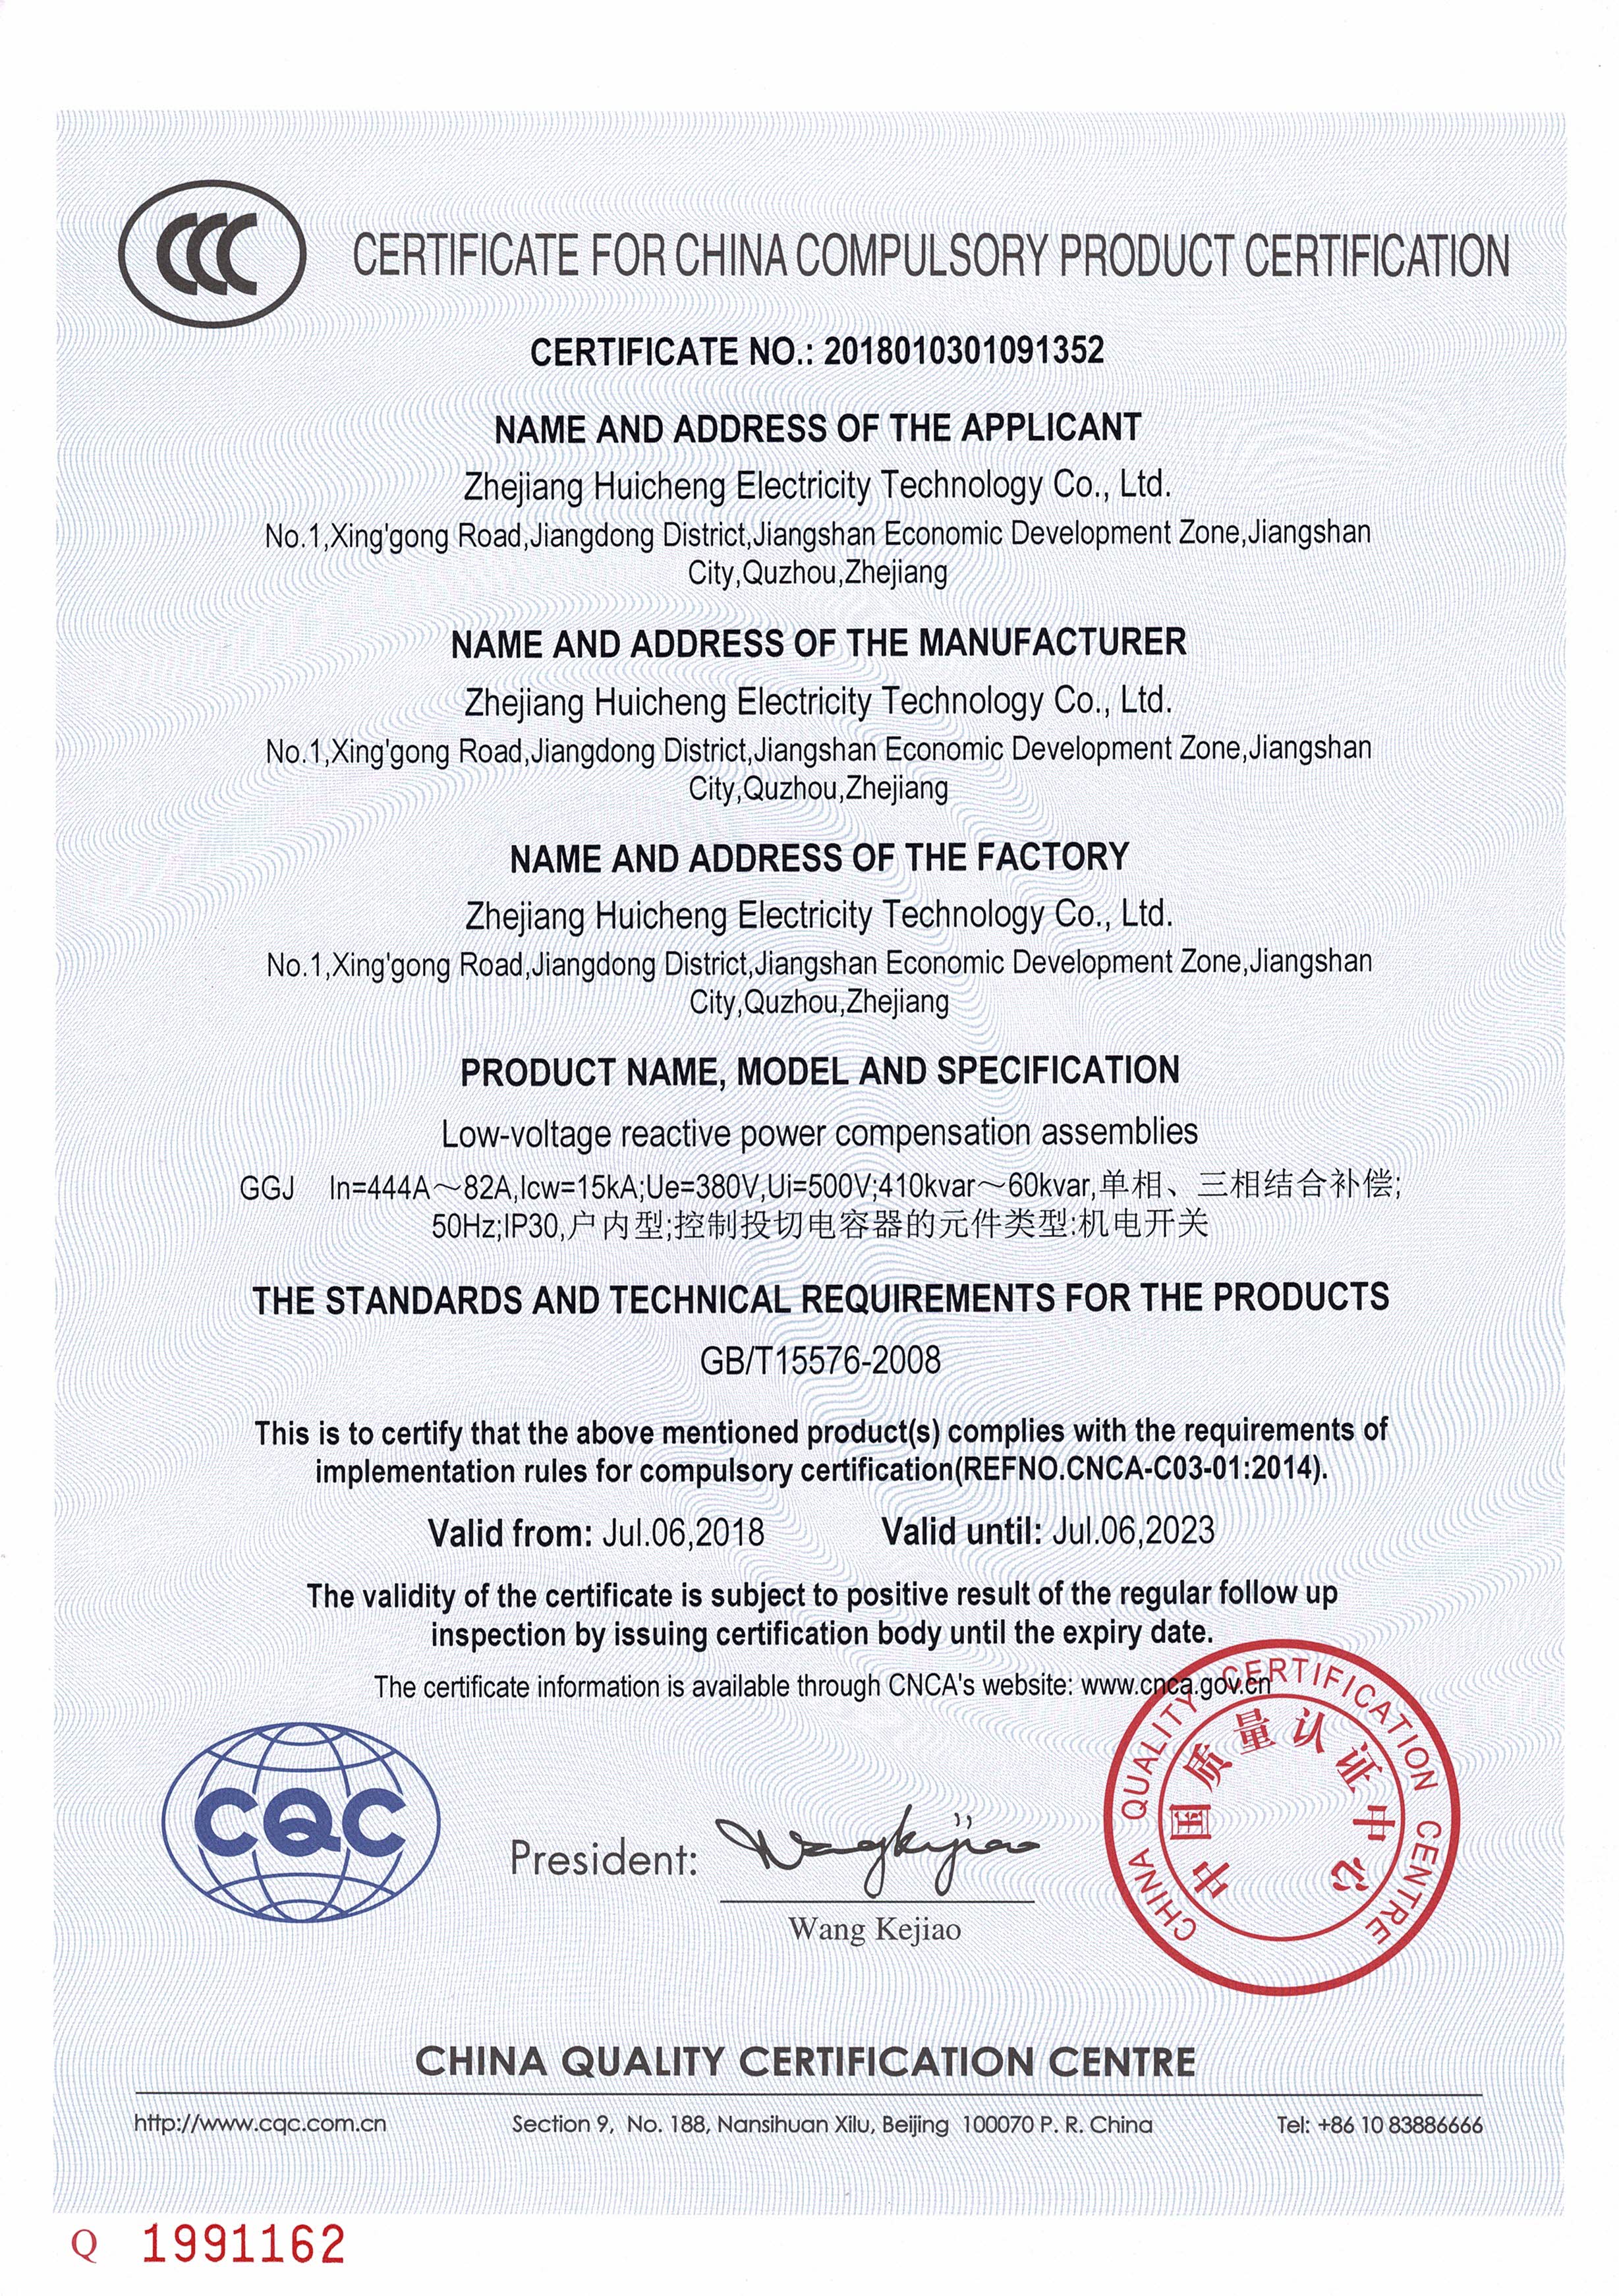 CCC
CERTIFICATE FOR CHINA COMPULSORY PRODUCT CERTIFICATION
CERTIFICATE NO.: 2018010301091352
NAME AND ADDRESS OF THE APPLICANT
Zhejiang Huicheng Electricity Technology Co., Ltd.
No.1,Xing'gong Road,Jiangdong District,Jiangshan Economic Development Zone,Jiangshan
City,Quzhou,Zhejiang
NAME AND ADDRESS OF THE MANUFACTURER
Zhejiang Huicheng Electricity Technology Co., Ltd.
No.1,Xing'gong Road,Jiangdong District,Jiangshan Economic Development Zone,Jiangshan
City,Quzhou,Zhejiang
NAME AND ADDRESS OF THE FACTORY
Zhejiang Huicheng Electricity Technology Co., Ltd.
No.1,Xing'gong Road,Jiangdong District,Jiangshan Economic Development Zone,Jiangshan
City,Quzhou,Zhejiang
PRODUCT NAME, MODEL AND SPECIFICATION
Low-voltage reactive power compensation assemblies
GGJ In=444A～82A,Icw=15kA;Ue=380V,Ui=500V;410kvar～60kvar,单相、三相结合补偿;
50Hz;IP30,户内型;控制投切电容器的元件类型:机电开关
THE STANDARDS AND TECHNICAL REQUIREMENTS FOR THE PRODUCTS
GB/T15576-2008
This is to certify that the above mentioned product(s) complies with the requirements of
implementation rules for compulsory certification(REFNO.CNCA-C03-01:2014).
Valid from: Jul.06,2018 Valid until: Jul.06,2023
The validity of the certificate is subject to positive result of the regular follow up
inspection by issuing certification body until the expiry date.
The certificate information is available through CNCA's website: www.cnca.gov.cn
CHINA QUALITY CERTIFICATION CENTRE
中国质量认证中心
CQC
President: Wangkejiao
Wang Kejiao
CHINA QUALITY CERTIFICATION CENTRE
http://www.cqc.com.cn Section 9, No. 188, Nansihuan Xilu, Beijing 100070 P. R. China Tel: +86 10 83886666
Q 1991162